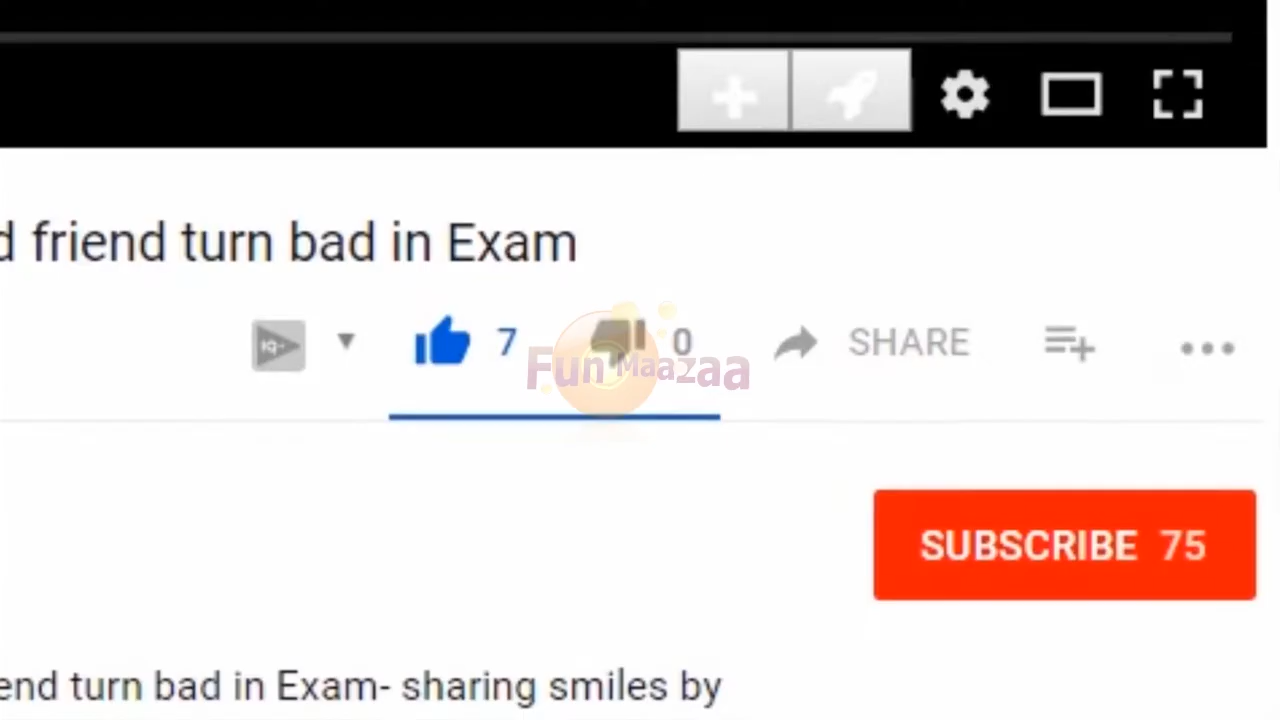 d friend turn bad in Exam
IQ+
7
0
SHARE
Fun Maazaa
SUBSCRIBE 75
end turn bad in Exam- sharing smiles by